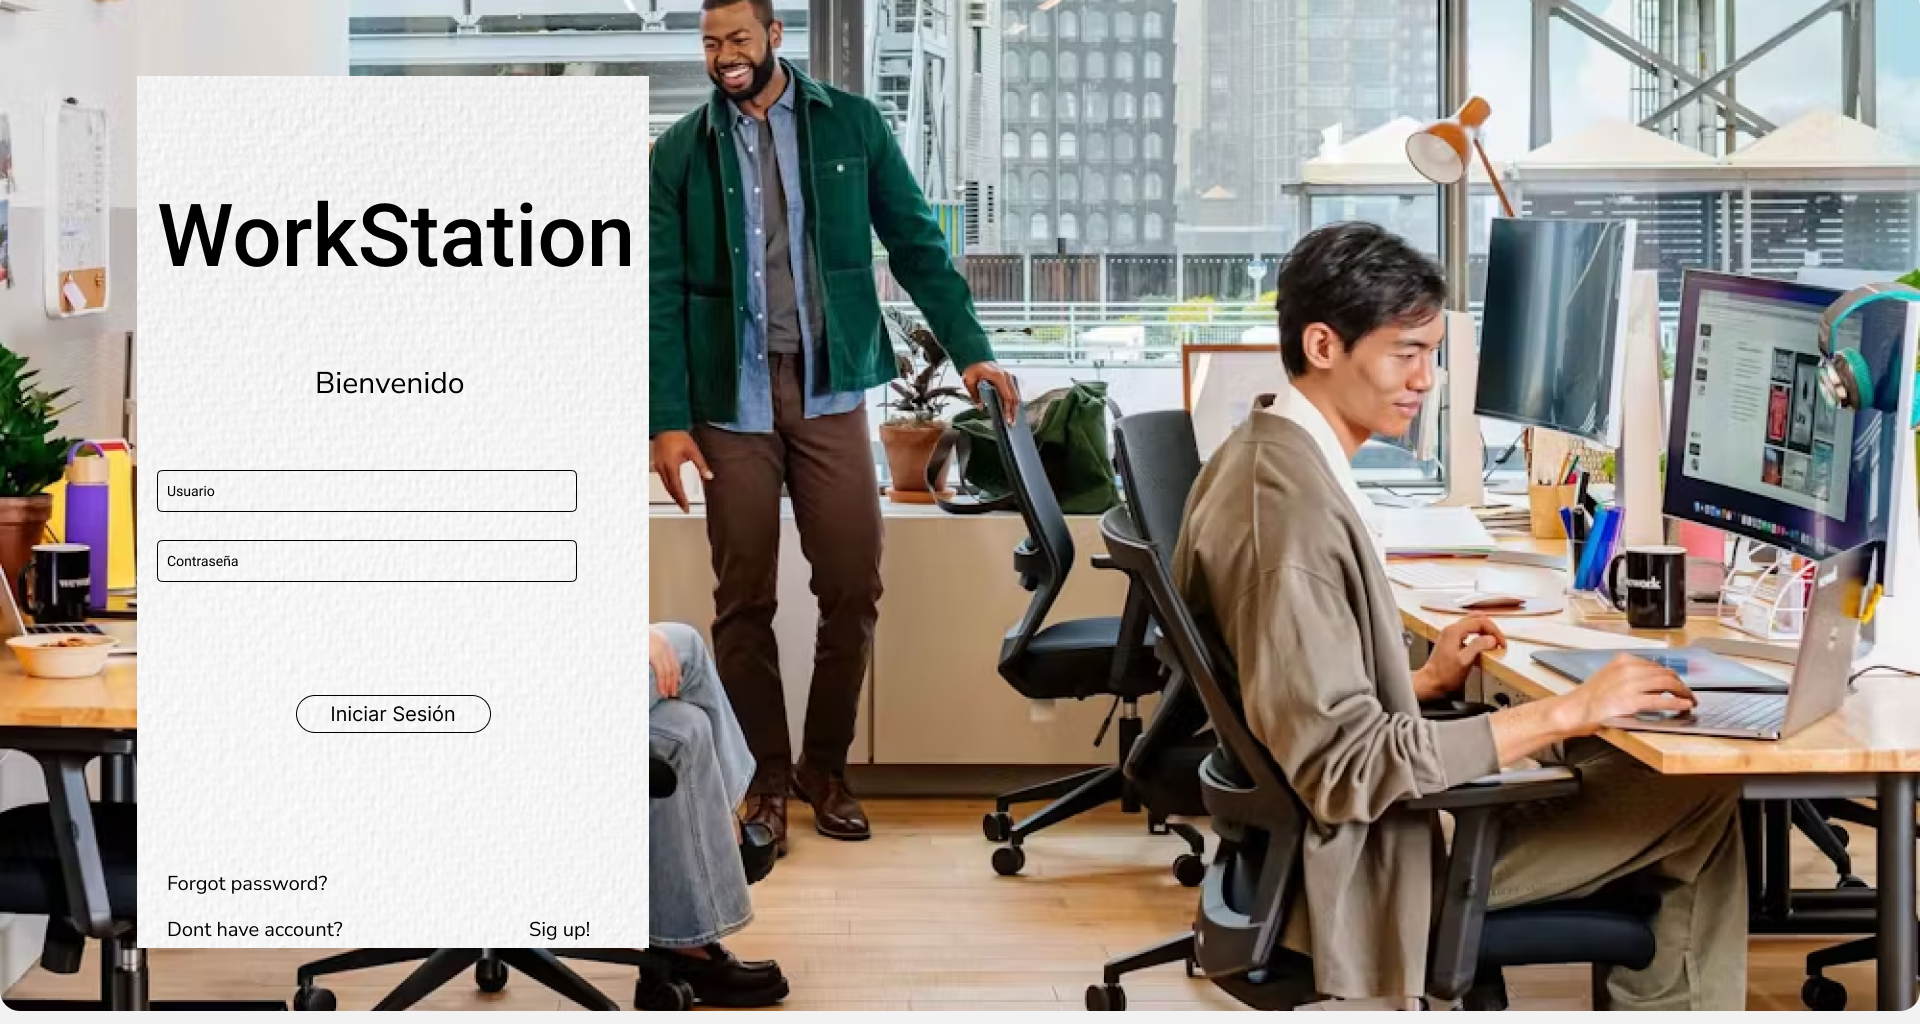 WorkStation
Bienvenido
Usuario
Contraseña
Iniciar Sesión
Forgot password?
Dont have account? Sig up!